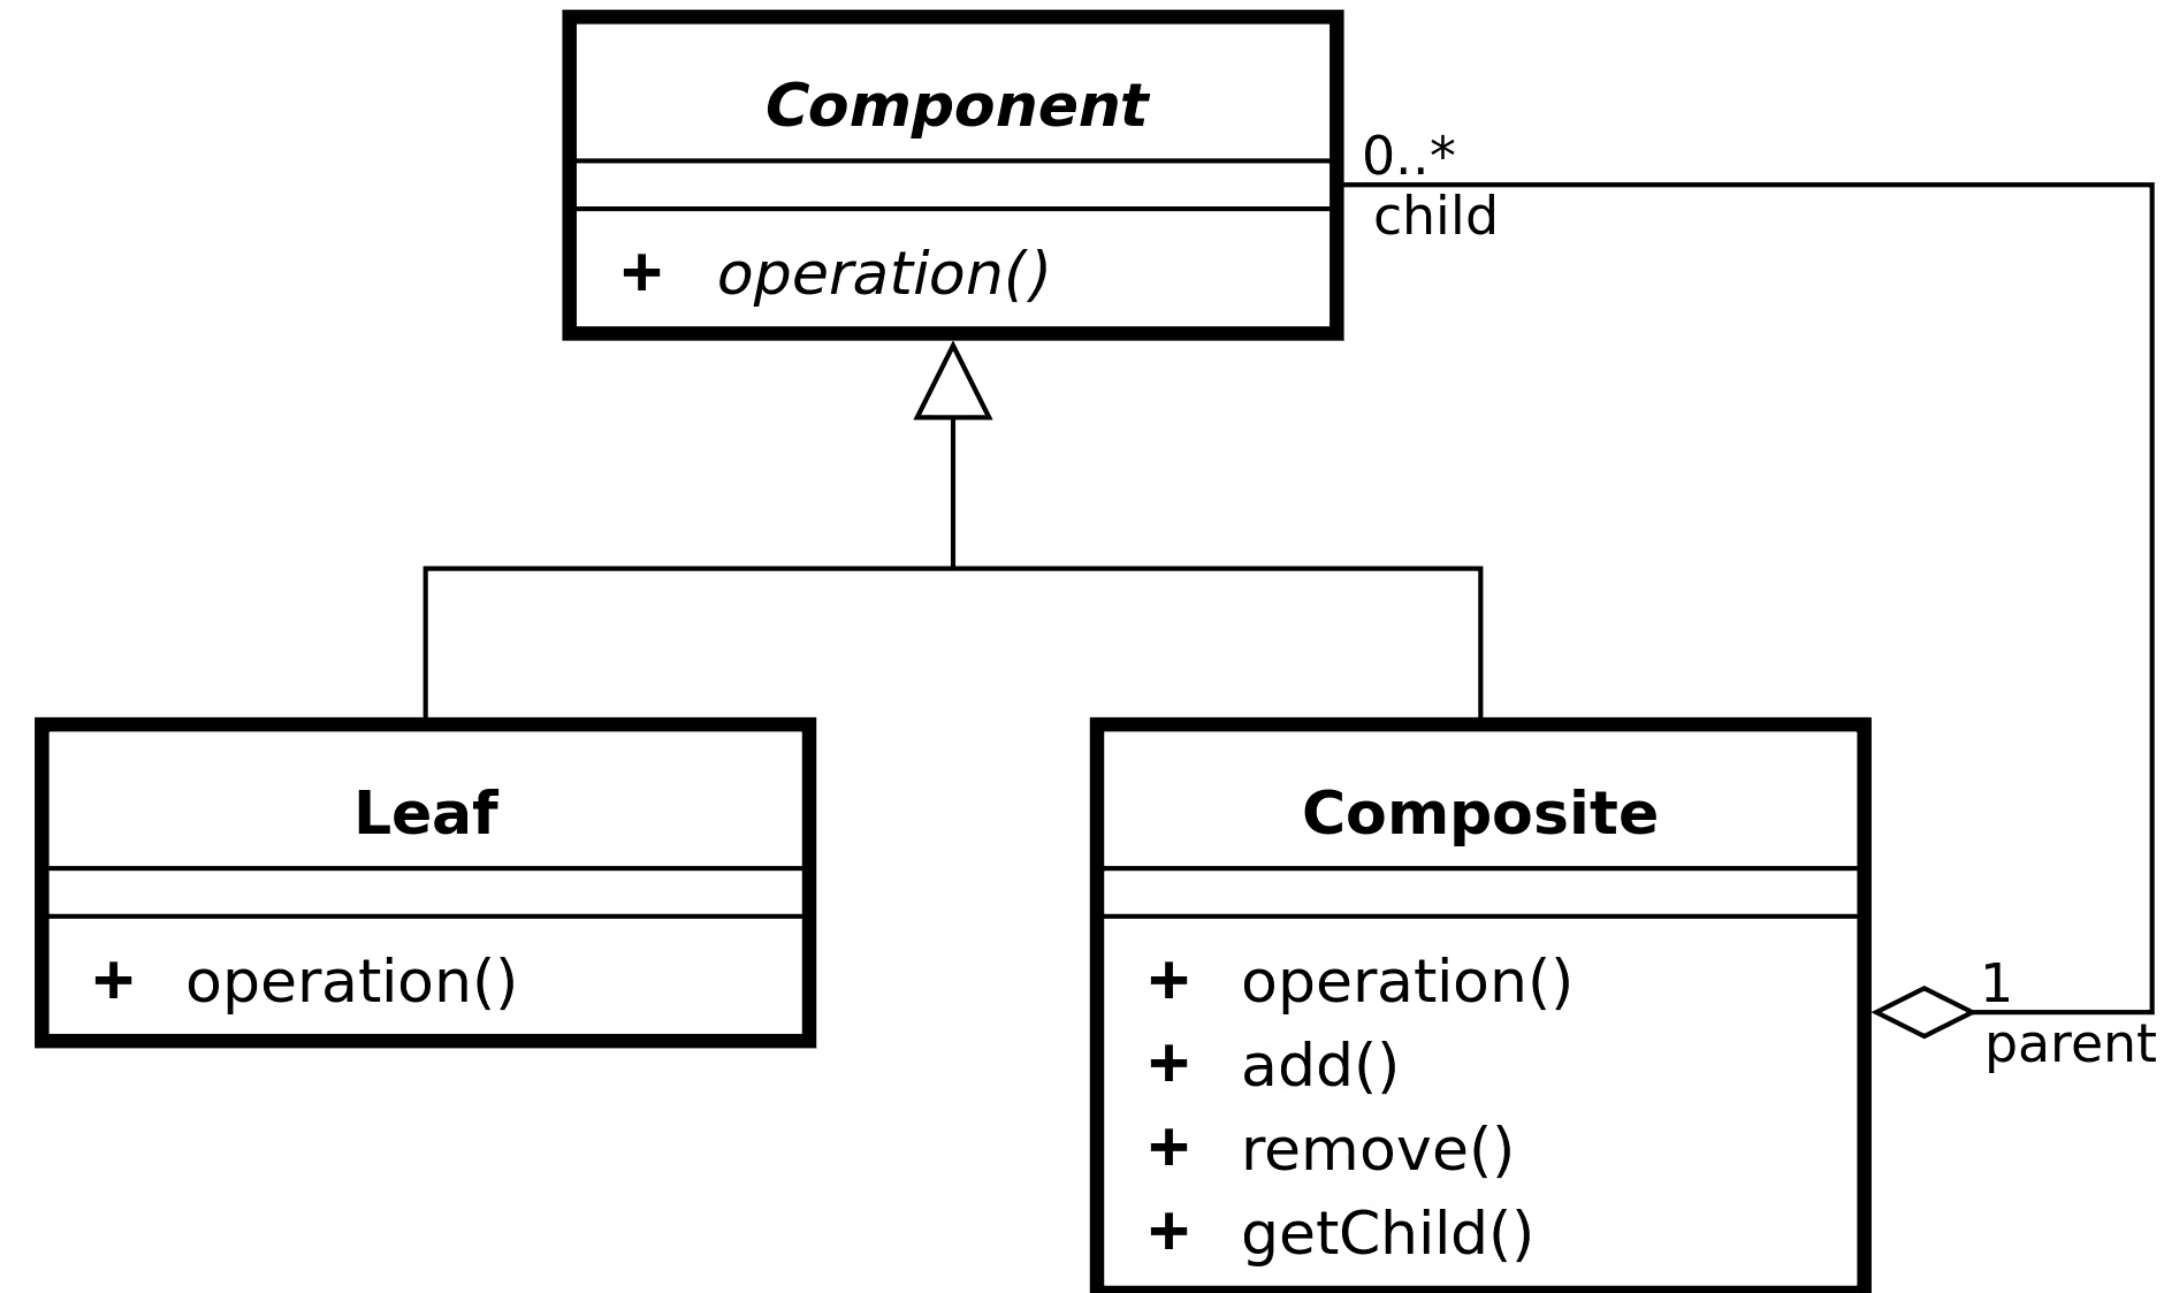 Component
0..*
child
+ operation()
Leaf
+ operation()
Composite
+ operation()
+ add()
+ remove()
+ getChild()
1
parent